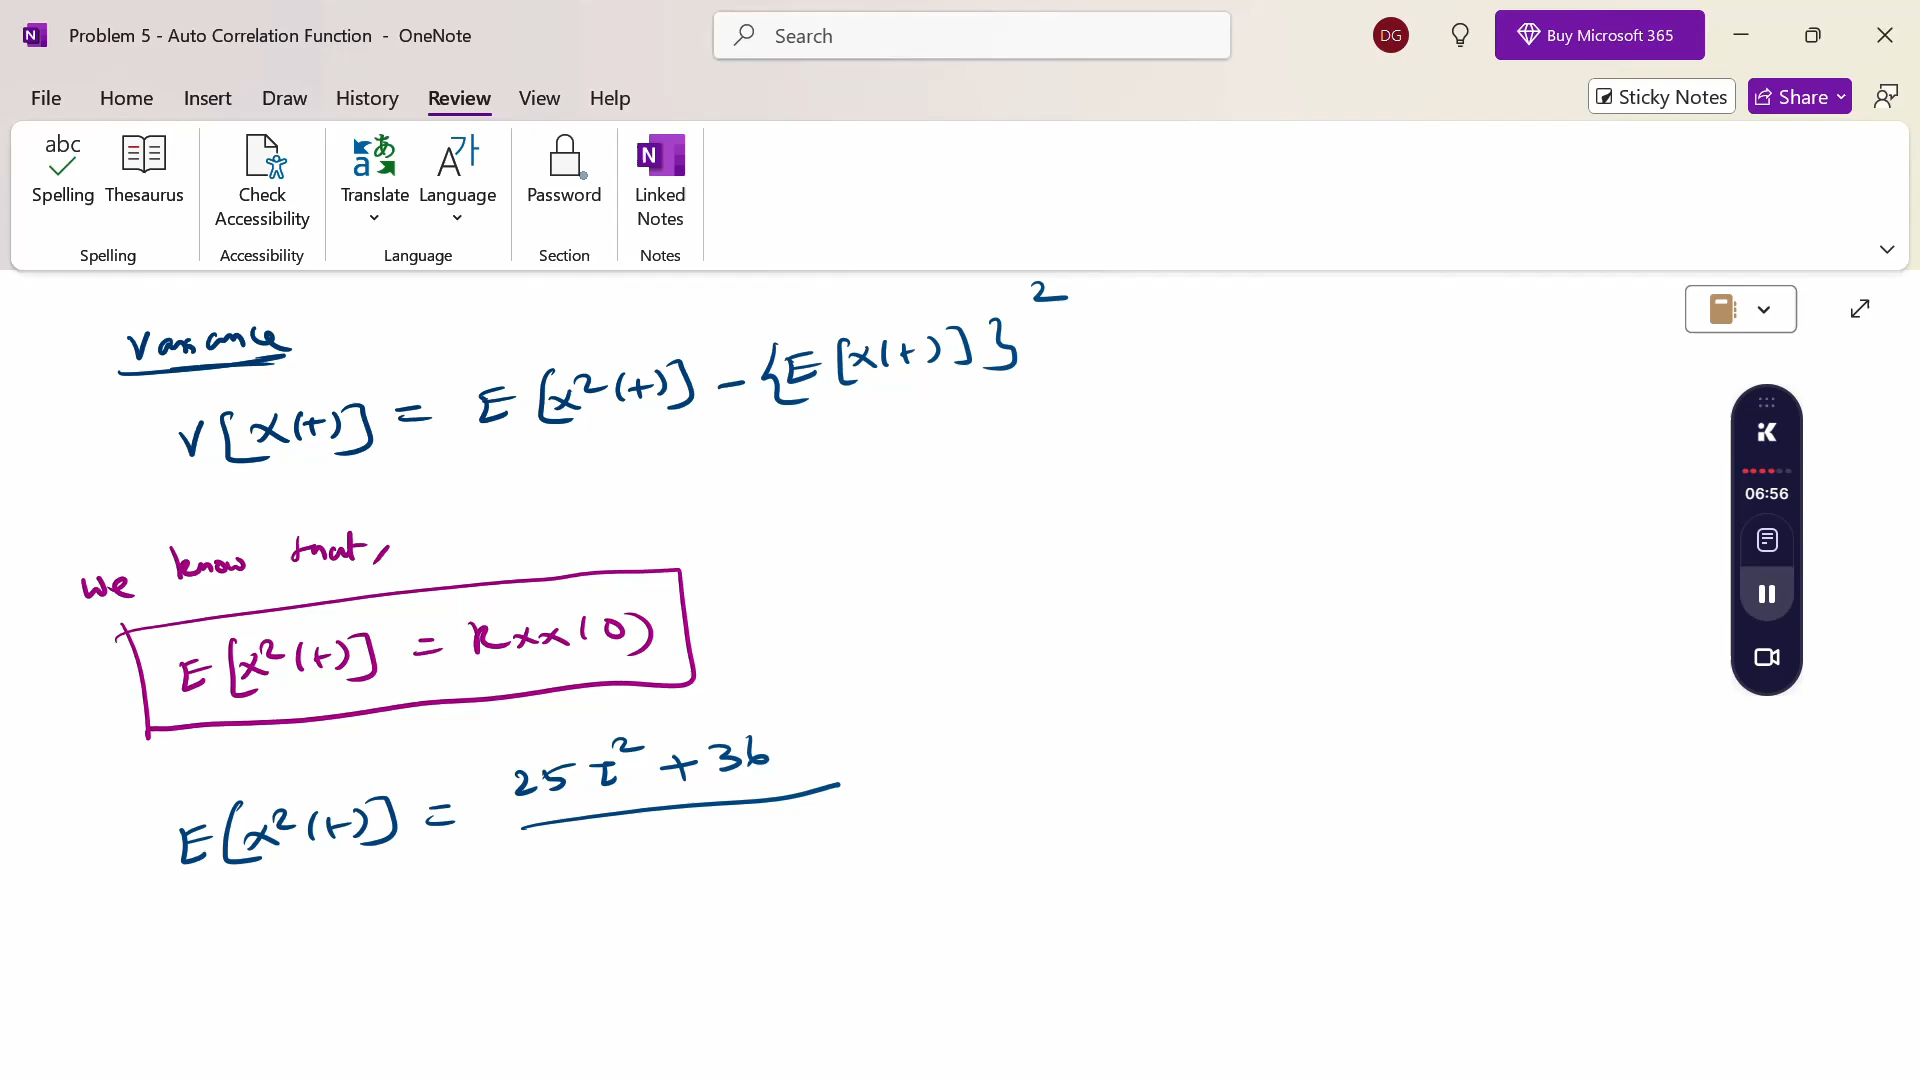 Problem 5 - Auto Correlation Function - OneNote
Search
DG
Buy Microsoft 365
File Home Insert Draw History Review View Help
Sticky Notes
Share
abc
Spelling
Thesaurus
Check Accessibility
Translate
Language
Password
Linked Notes
Spelling
Accessibility
Language
Section
Notes
Variance
V[X(t)] = E[X²(t)] - {E[X(t)]}²
We know that,
E[X²(t)] = RXX(0)
E[X²(t)] = 25τ² + 36
06:56